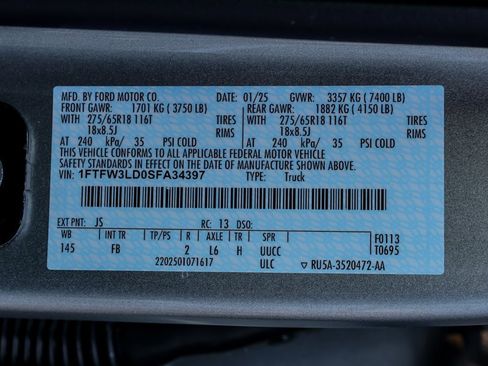 MFD. BY FORD MOTOR CO. DATE: 01/25 GVWR: 3357 KG ( 7400 LB)
FRONT GAWR: 1701 KG ( 3750 LB) REAR GAWR: 1882 KG ( 4150 LB)
WITH 275/65R18 116T TIRES WITH 275/65R18 116T TIRES
18x8.5J RIMS 18x8.5J RIMS
AT 240 kPa/ 35 PSI COLD AT 240 kPa/ 35 PSI COLD
THIS VEHICLE CONFORMS TO ALL APPLICABLE FEDERAL MOTOR VEHICLE
SAFETY STANDARDS IN EFFECT ON THE DATE OF MANUFACTURE SHOWN ABOVE.
VIN: 1FTFW3LD0SFA34397 TYPE: Truck
EXT PNT: JS RC: 13 DSO: F0113
WB INT TR TP/PS R AXLE TR SPR T0695
145 FB 2 L6 H UUCC
2202501071617 ULC ▽ RU5A-3520472-AA